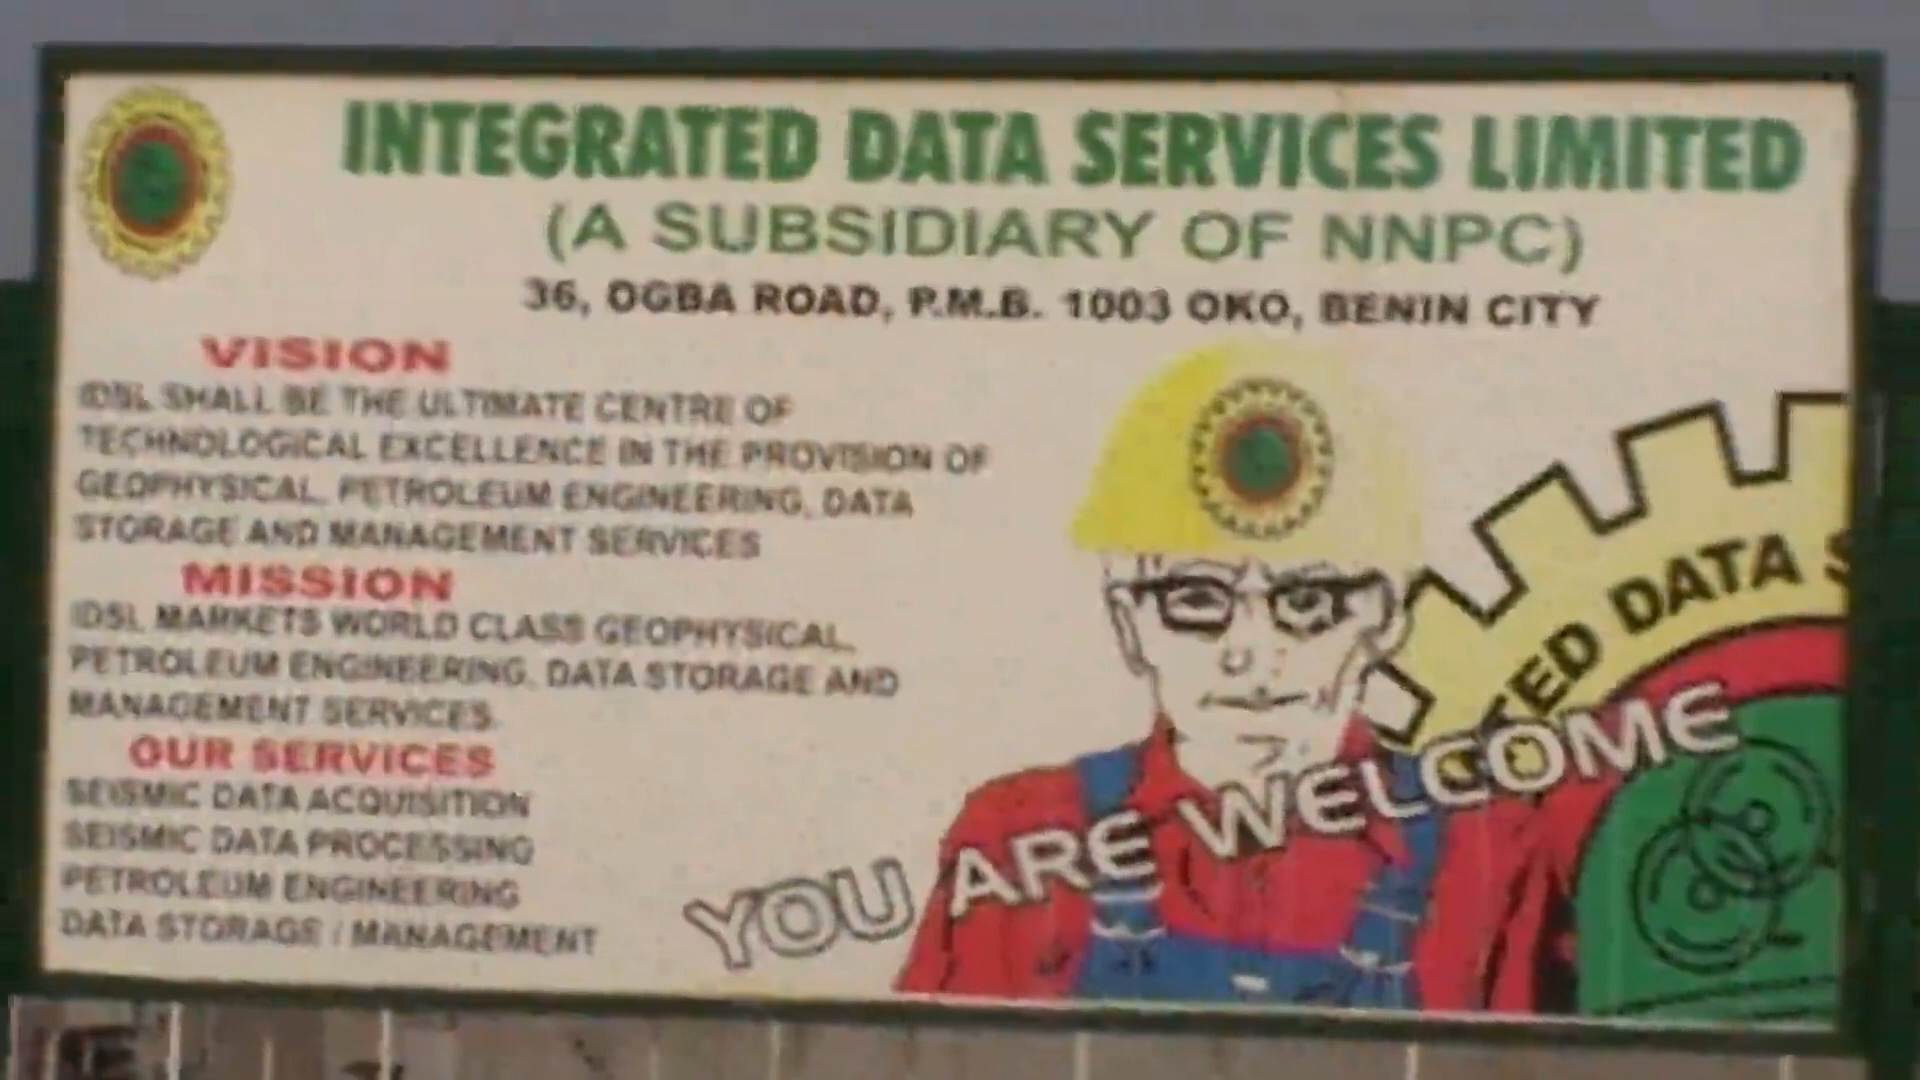 INTEGRATED DATA SERVICES LIMITED
(A SUBSIDIARY OF NNPC)
36, OGBA ROAD, P.M.B. 1003 OKO, BENIN CITY
VISION
IDSL SHALL BE THE ULTIMATE CENTRE OF
TECHNOLOGICAL EXCELLENCE IN THE PROVISION OF
GEOPHYSICAL, PETROLEUM ENGINEERING, DATA
STORAGE AND MANAGEMENT SERVICES
MISSION
IDSL MARKETS WORLD CLASS GEOPHYSICAL,
PETROLEUM ENGINEERING, DATA STORAGE AND
MANAGEMENT SERVICES.
OUR SERVICES
SEISMIC DATA ACQUISITION
SEISMIC DATA PROCESSING
PETROLEUM ENGINEERING
DATA STORAGE / MANAGEMENT
TED DATA S
YOU ARE WELCOME